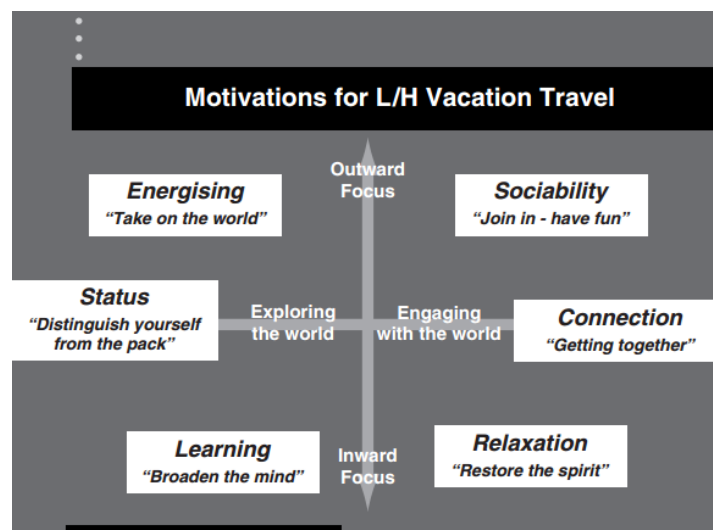 Motivations for L/H Vacation Travel
Outward
Focus
Energising
"Take on the world"
Sociability
"Join in - have fun"
Status
"Distinguish yourself
from the pack"
Exploring
the world
Engaging
with the world
Connection
"Getting together"
Learning
"Broaden the mind"
Inward
Focus
Relaxation
"Restore the spirit"